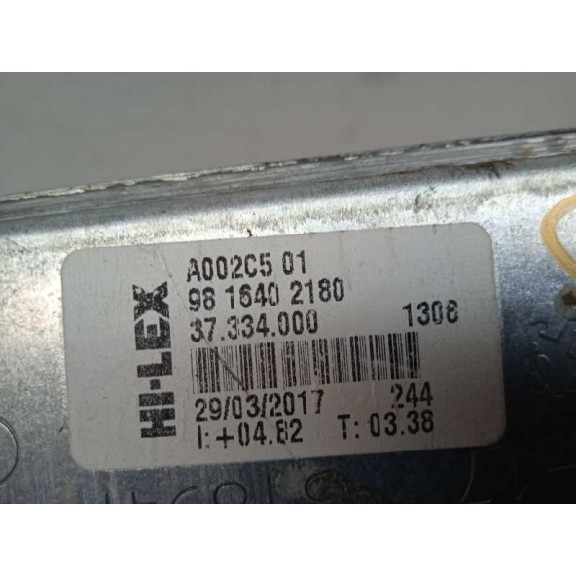 HI-LEX
A002C5 01
98 1640 2180
37.334.000 1308
29/03/2017 244
I:+04.82 T: 03.38